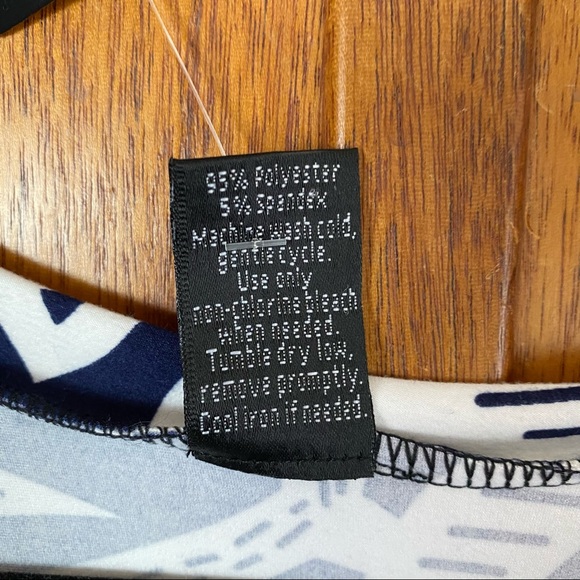 95% Polyester
5% Spandex
Machine wash cold,
gentle cycle.
Use only
non-chlorine bleach
when needed.
Tumble dry low,
remove promptly.
Cool iron if needed.